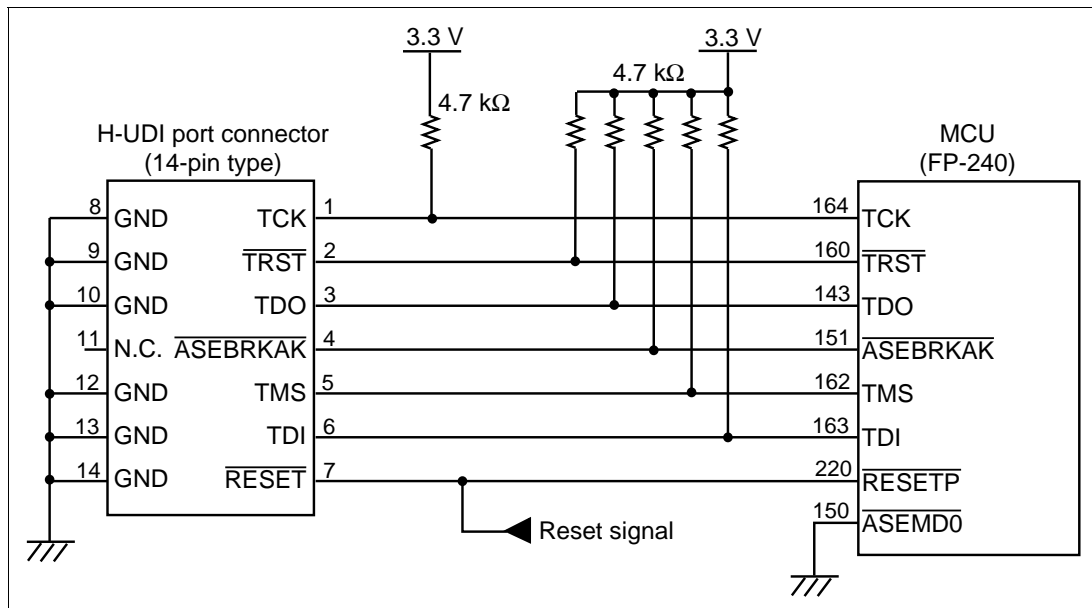 3.3 V
3.3 V
4.7 kΩ
4.7 kΩ
H-UDI port connector
(14-pin type)
MCU
(FP-240)
8 GND TCK 1
164 TCK
9 GND TRST 2
160 TRST
10 GND TDO 3
143 TDO
11 N.C. ASEBRKAK 4
151 ASEBRKAK
12 GND TMS 5
162 TMS
13 GND TDI 6
163 TDI
14 GND RESET 7
220 RESETP
150 ASEMD0
Reset signal